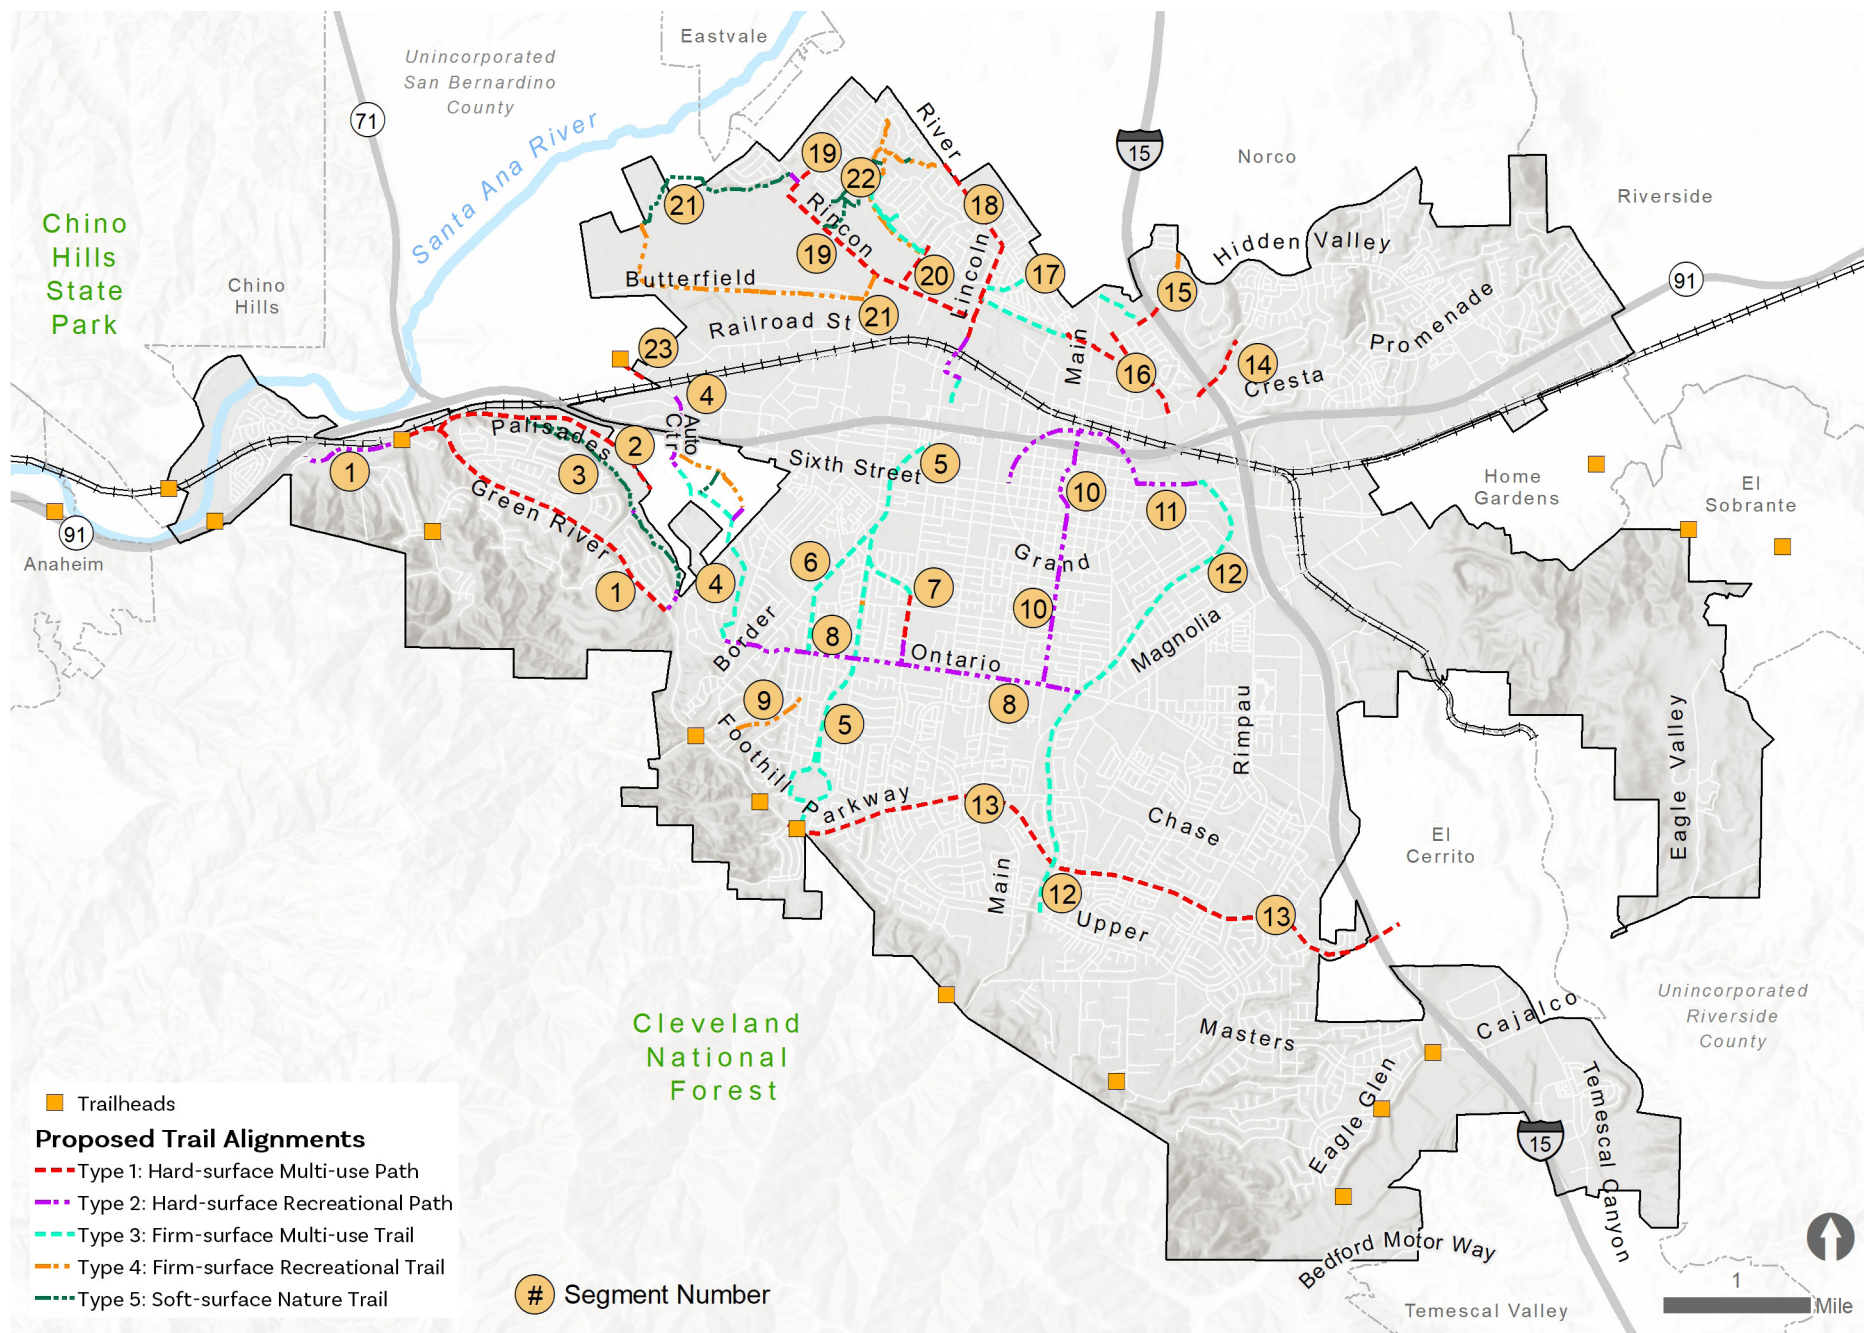 Eastvale
Unincorporated
San Bernardino
County
71
Santa Ana River
River
15
Norco
Riverside
Chino
Hills
State
Park
Chino
Hills
19
22
21
18
Rincon
Hidden Valley
19
20
Lincoln
17
15
91
Butterfield
21
Railroad St
Promenade
23
Main
16
14
Cresta
4
Auto
Ctr
Palisades
2
1
3
Sixth Street
5
Green River
10
11
Home
Gardens
El
Sobrante
91
Anaheim
6
Grand
12
1
4
7
10
8
Border
Ontario
Magnolia
9
8
5
Foothill
Parkway
Rimpau
Eagle Valley
13
Chase
El
Cerrito
Main
12
Upper
13
Cleveland
National
Forest
Masters
Cajalco
Unincorporated
Riverside
County
Eagle Glen
Temescal Canyon
15
Bedford Motor Way
Temescal Valley
Trailheads
Proposed Trail Alignments
Type 1: Hard-surface Multi-use Path
Type 2: Hard-surface Recreational Path
Type 3: Firm-surface Multi-use Trail
Type 4: Firm-surface Recreational Trail
Type 5: Soft-surface Nature Trail
# Segment Number
1
Mile